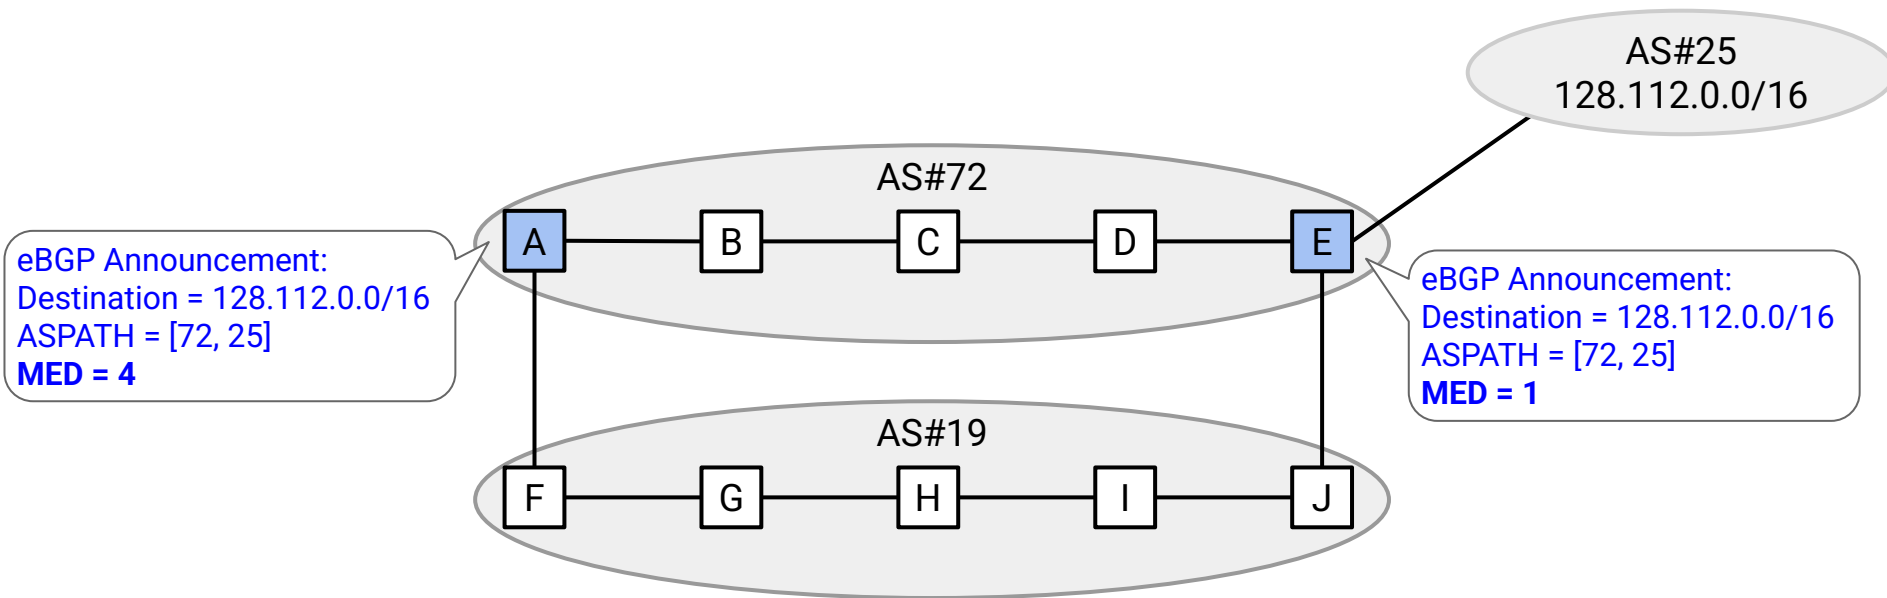 AS#25
128.112.0.0/16
AS#72
A
B
C
D
E
eBGP Announcement:
Destination = 128.112.0.0/16
ASPATH = [72, 25]
MED = 4
eBGP Announcement:
Destination = 128.112.0.0/16
ASPATH = [72, 25]
MED = 1
AS#19
F
G
H
I
J